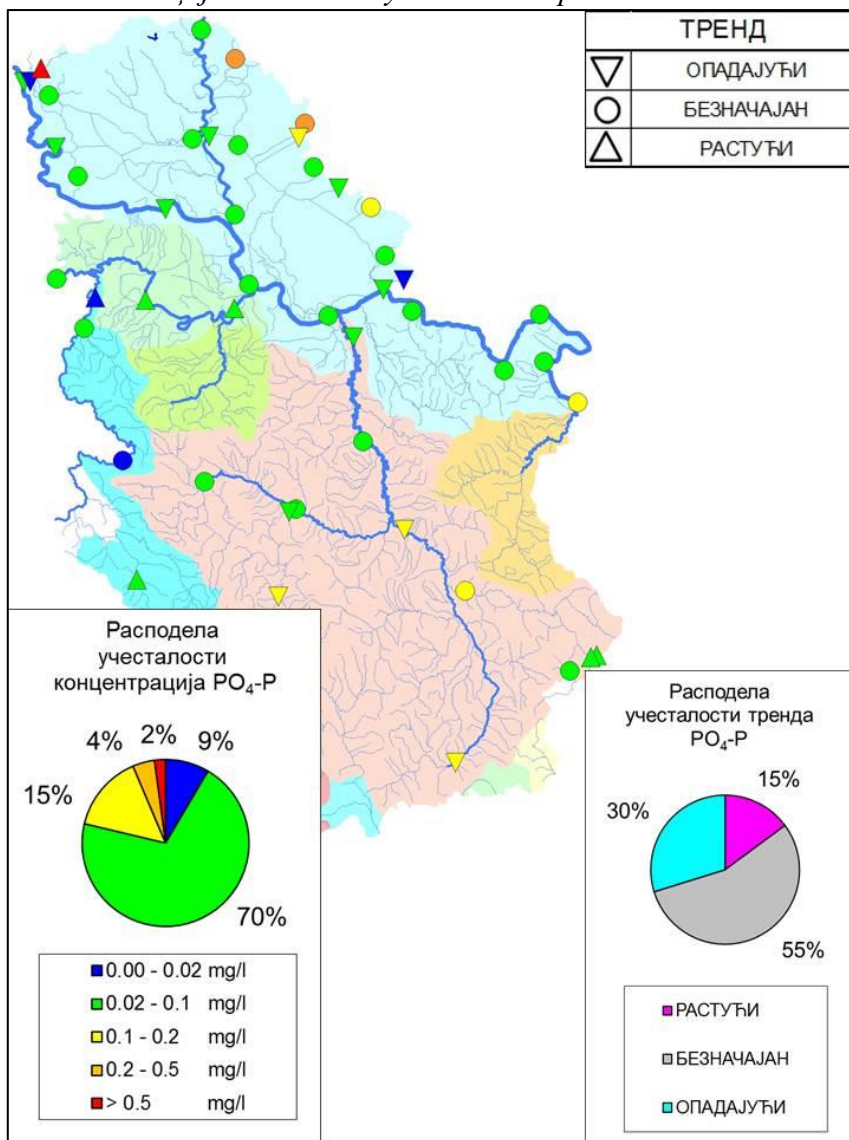 ТРЕНД
ОПАДАЈУЋИ
БЕЗНАЧАЈАН
РАСТУЋИ
Расподела
учесталости
концентрација PO₄-P
4%
2%
9%
15%
70%
0.00 - 0.02 mg/l
0.02 - 0.1 mg/l
0.1 - 0.2 mg/l
0.2 - 0.5 mg/l
> 0.5 mg/l
Расподела
учесталости тренда
PO₄-P
15%
30%
55%
РАСТУЋИ
БЕЗНАЧАЈАН
ОПАДАЈУЋИ